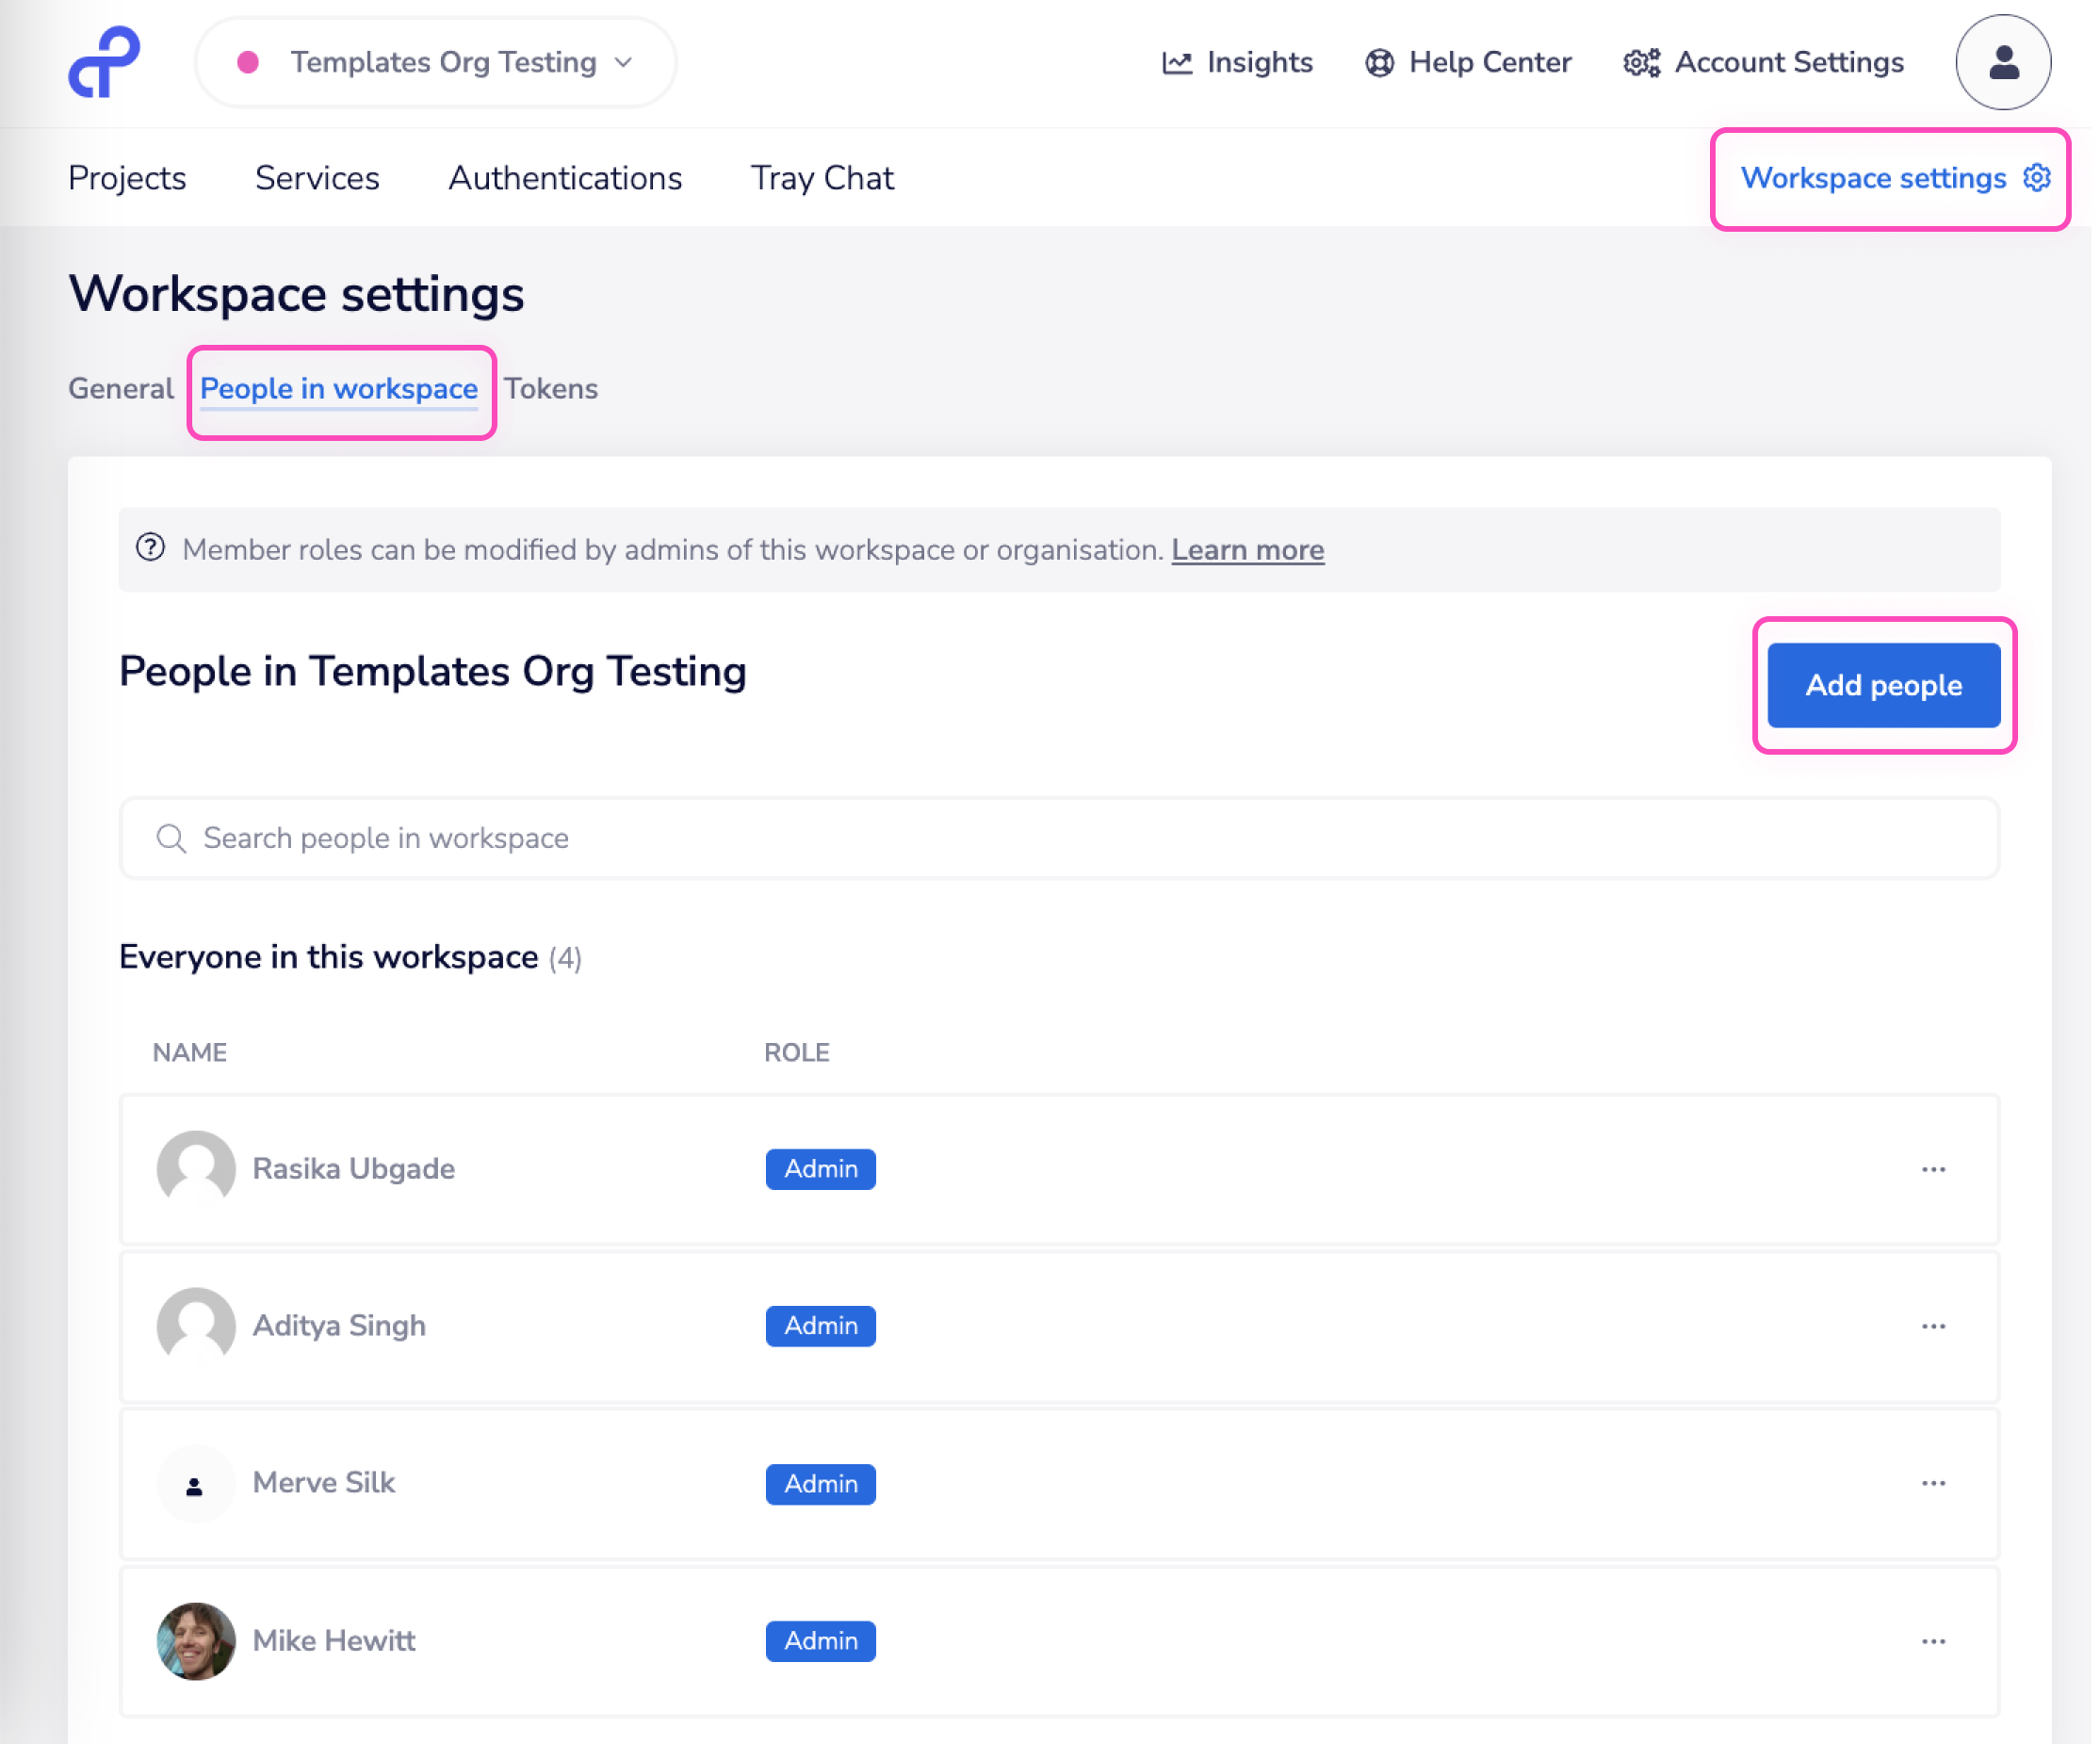 Templates Org Testing
Insights
Help Center
Account Settings
Projects
Services
Authentications
Tray Chat
Workspace settings
Workspace settings
General
People in workspace
Tokens
Member roles can be modified by admins of this workspace or organisation. Learn more
People in Templates Org Testing
Add people
Search people in workspace
Everyone in this workspace (4)
NAME
ROLE
Rasika Ubgade
Admin
Aditya Singh
Admin
Merve Silk
Admin
Mike Hewitt
Admin